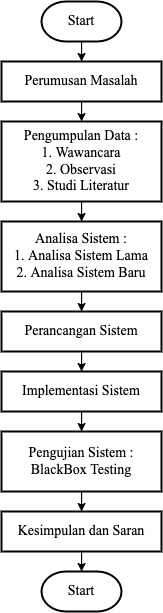 Start
Perumusan Masalah
Pengumpulan Data :
1. Wawancara
2. Observasi
3. Studi Literatur
Analisa Sistem :
1. Analisa Sistem Lama
2. Analisa Sistem Baru
Perancangan Sistem
Implementasi Sistem
Pengujian Sistem :
BlackBox Testing
Kesimpulan dan Saran
Start